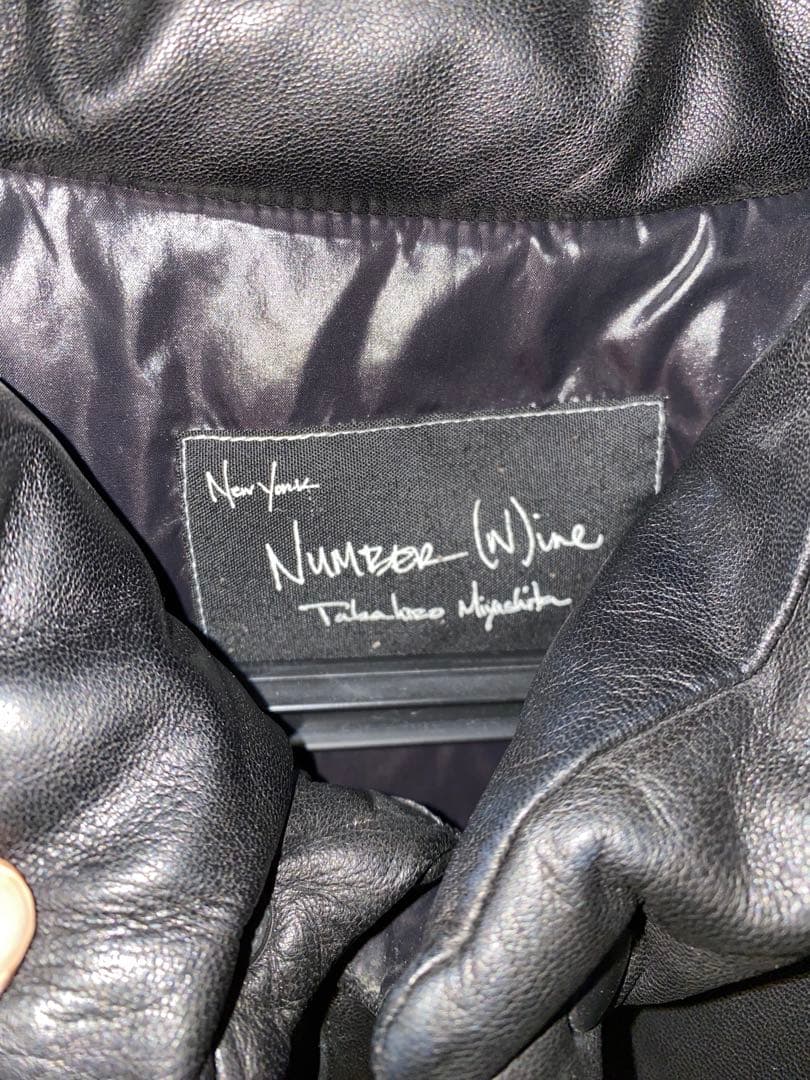 New York
NUMBER (N)ine
Takahiro Miyashita